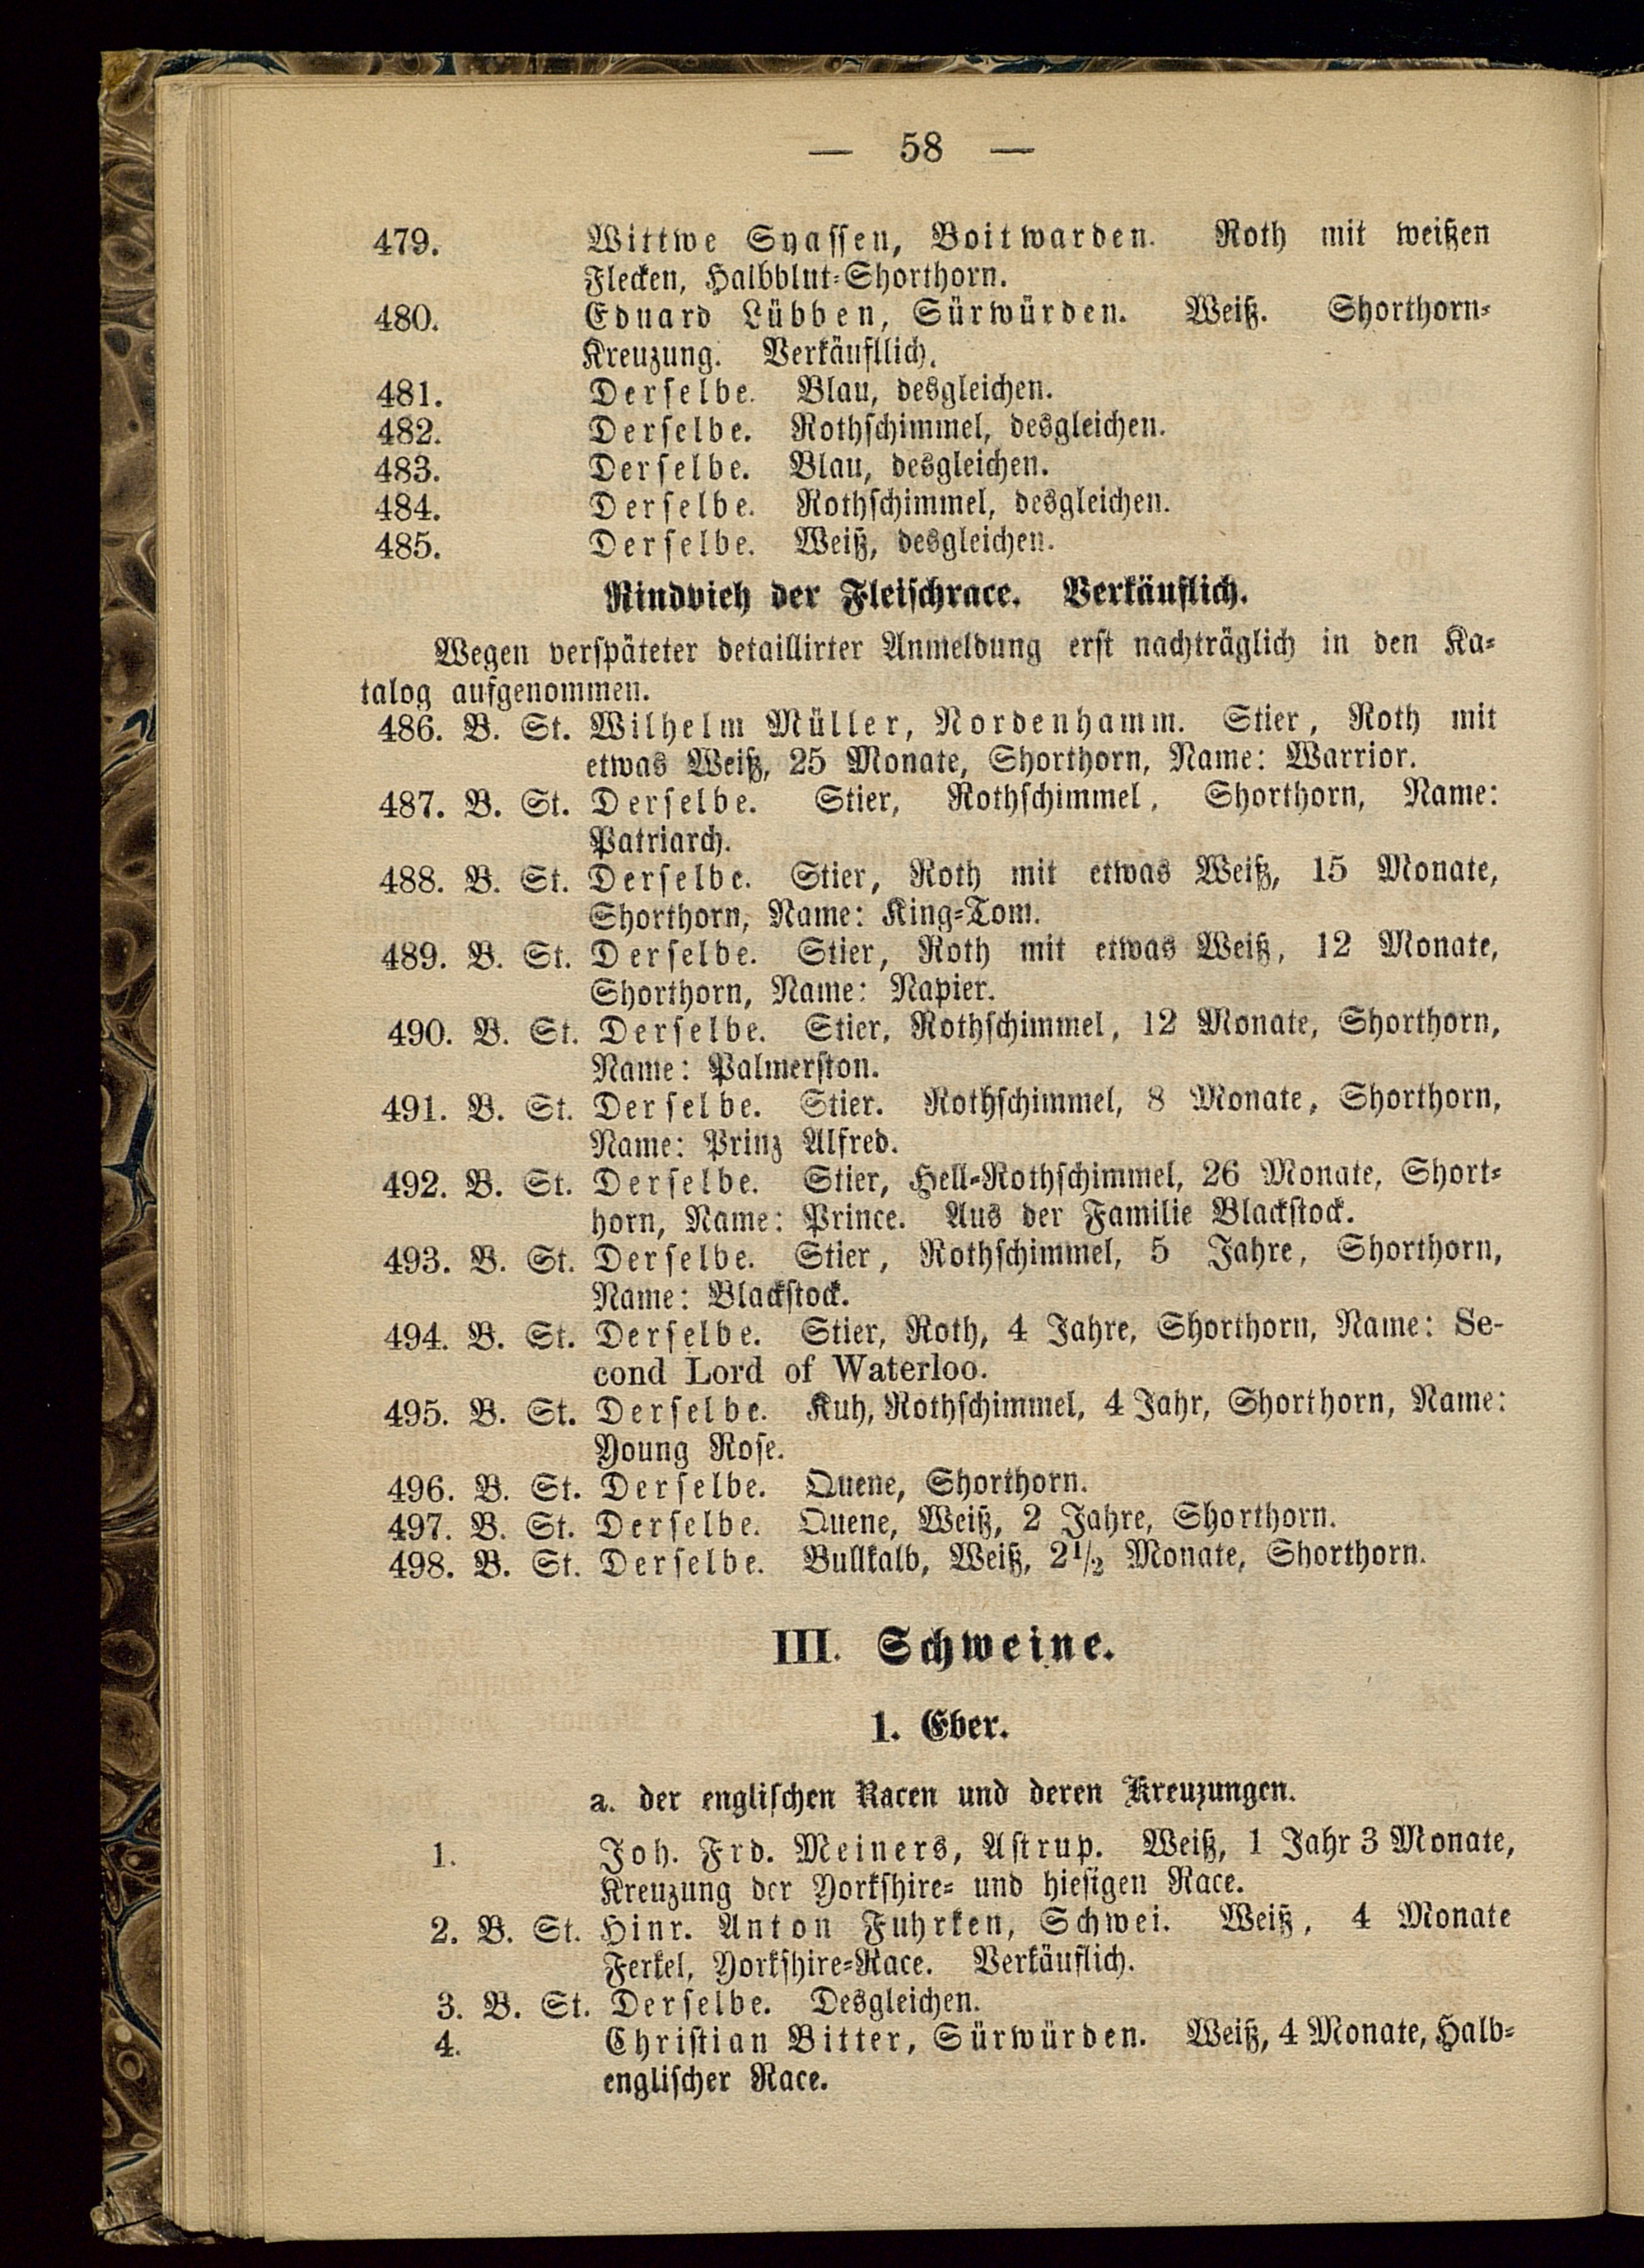 — 58 —
479. Wittwe Syassen, Boitwarden. Roth mit weißen
Flecken, Halbblut-Shorthorn.
480. Eduard Lübben, Sürwürden. Weiß. Shorthorn-
Kreuzung. Verkäufllich.
481. Derselbe. Blau, desgleichen.
482. Derselbe. Rothschimmel, desgleichen.
483. Derselbe. Blau, desgleichen.
484. Derselbe. Rothschimmel, desgleichen.
485. Derselbe. Weiß, desgleichen.
Rindvieh der Fleischrace. Verkäuflich.
Wegen verspäteter detaillirter Anmeldung erst nachträglich in den Ka-
talog aufgenommen.
486. B. St. Wilhelm Müller, Nordenhamm. Stier, Roth mit
etwas Weiß, 25 Monate, Shorthorn, Name: Warrior.
487. B. St. Derselbe. Stier, Rothschimmel, Shorthorn, Name:
Patriarch.
488. B. St. Derselbe. Stier, Roth mit etwas Weiß, 15 Monate,
Shorthorn, Name: King-Tom.
489. B. St. Derselbe. Stier, Roth mit etwas Weiß, 12 Monate,
Shorthorn, Name: Napier.
490. B. St. Derselbe. Stier, Rothschimmel, 12 Monate, Shorthorn,
Name: Palmerston.
491. B. St. Derselbe. Stier. Rothschimmel, 8 Monate, Shorthorn,
Name: Prinz Alfred.
492. B. St. Derselbe. Stier, Hell-Rothschimmel, 26 Monate, Short-
horn, Name: Prince. Aus der Familie Blackstock.
493. B. St. Derselbe. Stier, Rothschimmel, 5 Jahre, Shorthorn,
Name: Blackstock.
494. B. St. Derselbe. Stier, Roth, 4 Jahre, Shorthorn, Name: Se-
cond Lord of Waterloo.
495. B. St. Derselbe. Kuh, Rothschimmel, 4 Jahr, Shorthorn, Name:
Young Rose.
496. B. St. Derselbe. Quene, Shorthorn.
497. B. St. Derselbe. Quene, Weiß, 2 Jahre, Shorthorn.
498. B. St. Derselbe. Bullkalb, Weiß, 2½ Monate, Shorthorn.
III. Schweine.
1. Eber.
a. der englischen Racen und deren Kreuzungen.
1. Joh. Frd. Meiners, Astrup. Weiß, 1 Jahr 3 Monate,
Kreuzung der Yorkshire- und hiesigen Race.
2. B. St. Hinr. Anton Fuhrken, Schwei. Weiß, 4 Monate
Ferkel, Yorkshire-Race. Verkäuflich.
3. B. St. Derselbe. Desgleichen.
4. Christian Bitter, Sürwürden. Weiß, 4 Monate, Halb-
englischer Race.